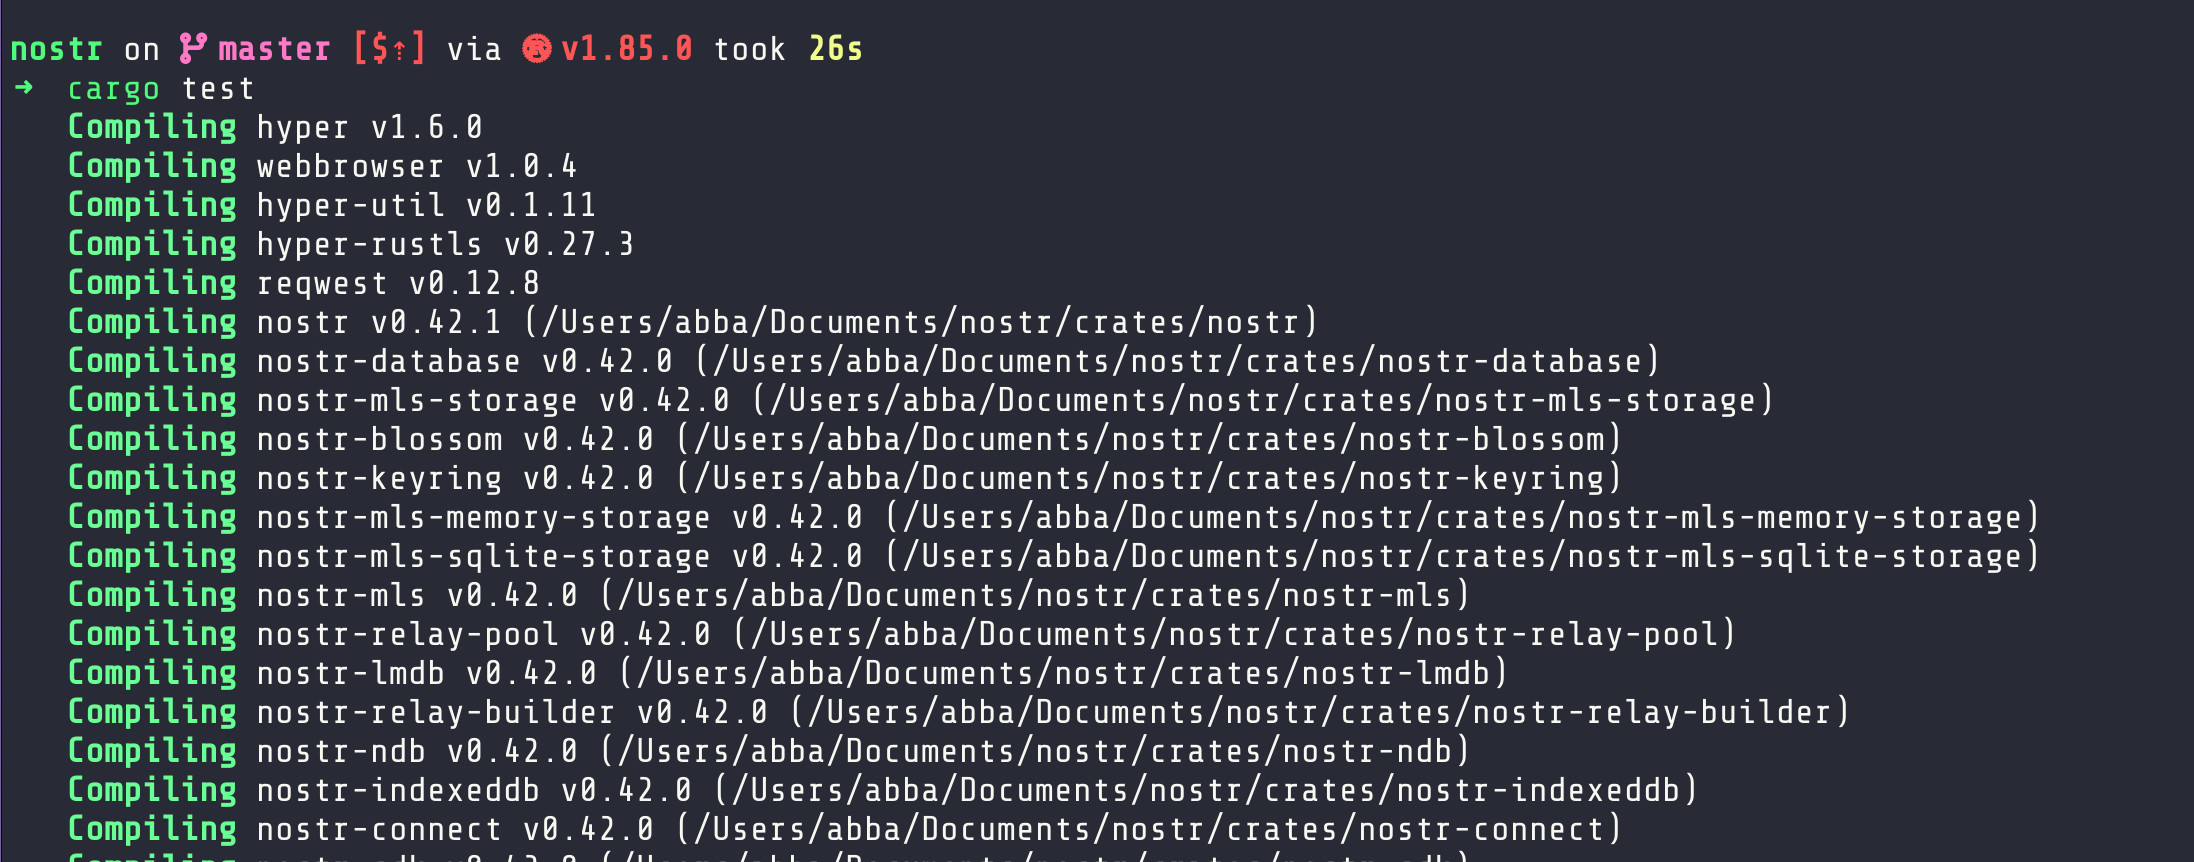 nostr on master [$↑] via v1.85.0 took 26s
➜ cargo test
Compiling hyper v1.6.0
Compiling webbrowser v1.0.4
Compiling hyper-util v0.1.11
Compiling hyper-rustls v0.27.3
Compiling reqwest v0.12.8
Compiling nostr v0.42.1 (/Users/abba/Documents/nostr/crates/nostr)
Compiling nostr-database v0.42.0 (/Users/abba/Documents/nostr/crates/nostr-database)
Compiling nostr-mls-storage v0.42.0 (/Users/abba/Documents/nostr/crates/nostr-mls-storage)
Compiling nostr-blossom v0.42.0 (/Users/abba/Documents/nostr/crates/nostr-blossom)
Compiling nostr-keyring v0.42.0 (/Users/abba/Documents/nostr/crates/nostr-keyring)
Compiling nostr-mls-memory-storage v0.42.0 (/Users/abba/Documents/nostr/crates/nostr-mls-memory-storage)
Compiling nostr-mls-sqlite-storage v0.42.0 (/Users/abba/Documents/nostr/crates/nostr-mls-sqlite-storage)
Compiling nostr-mls v0.42.0 (/Users/abba/Documents/nostr/crates/nostr-mls)
Compiling nostr-relay-pool v0.42.0 (/Users/abba/Documents/nostr/crates/nostr-relay-pool)
Compiling nostr-lmdb v0.42.0 (/Users/abba/Documents/nostr/crates/nostr-lmdb)
Compiling nostr-relay-builder v0.42.0 (/Users/abba/Documents/nostr/crates/nostr-relay-builder)
Compiling nostr-ndb v0.42.0 (/Users/abba/Documents/nostr/crates/nostr-ndb)
Compiling nostr-indexeddb v0.42.0 (/Users/abba/Documents/nostr/crates/nostr-indexeddb)
Compiling nostr-connect v0.42.0 (/Users/abba/Documents/nostr/crates/nostr-connect)